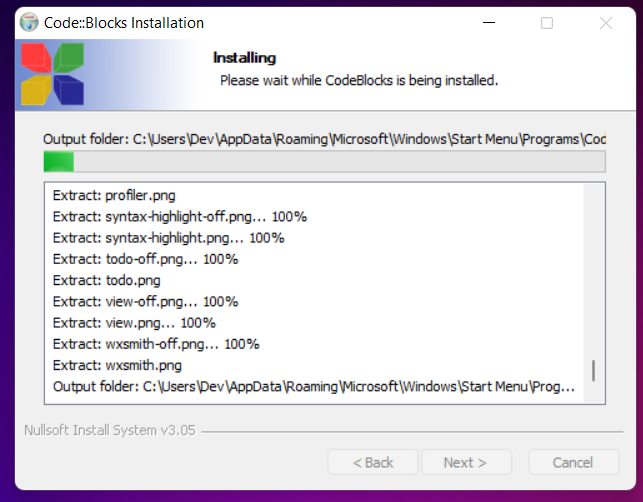 Code::Blocks Installation
Installing
Please wait while CodeBlocks is being installed.
Output folder: C:\Users\Dev\AppData\Roaming\Microsoft\Windows\Start Menu\Programs\Cod
Extract: profiler.png
Extract: syntax-highlight-off.png... 100%
Extract: syntax-highlight.png... 100%
Extract: todo-off.png... 100%
Extract: todo.png
Extract: view-off.png... 100%
Extract: view.png... 100%
Extract: wxsmith-off.png... 100%
Extract: wxsmith.png
Output folder: C:\Users\Dev\AppData\Roaming\Microsoft\Windows\Start Menu\Prog...
Nullsoft Install System v3.05
< Back Next > Cancel